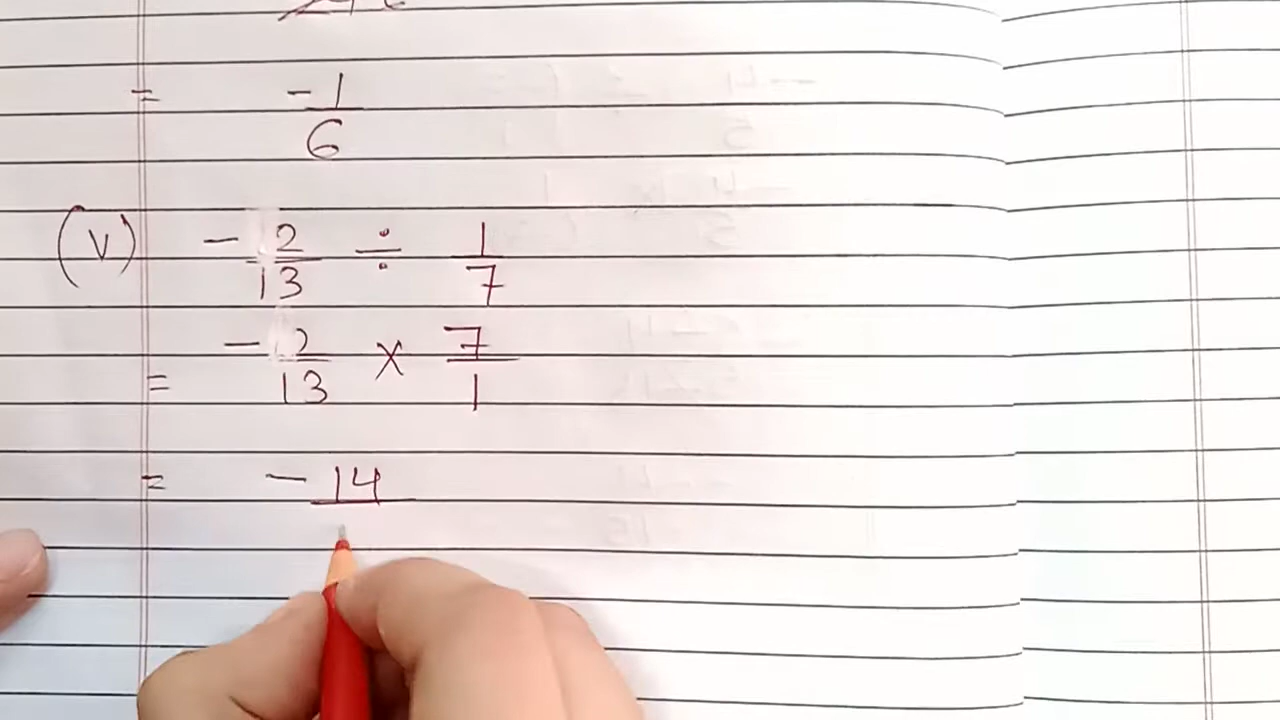 = -1/6
(v) -2/13 ÷ 1/7
= -2/13 × 7/1
= -14